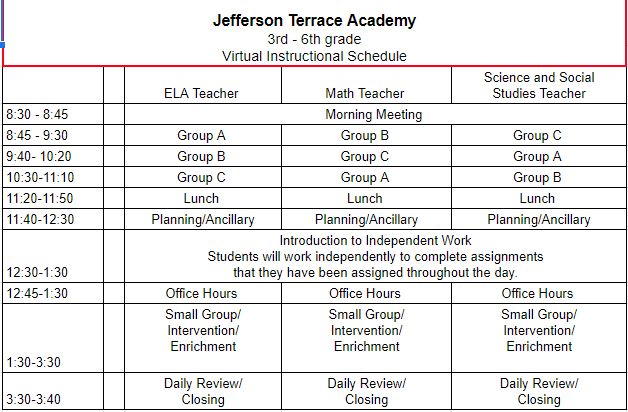 Jefferson Terrace Academy
3rd - 6th grade
Virtual Instructional Schedule
ELA Teacher Math Teacher Science and Social Studies Teacher
8:30 - 8:45 Morning Meeting
8:45 - 9:30 Group A Group B Group C
9:40- 10:20 Group B Group C Group A
10:30-11:10 Group C Group A Group B
11:20-11:50 Lunch Lunch Lunch
11:40-12:30 Planning/Ancillary Planning/Ancillary Planning/Ancillary
Introduction to Independent Work
Students will work independently to complete assignments
that they have been assigned throughout the day.
12:30-1:30
12:45-1:30 Office Hours Office Hours Office Hours
Small Group/ Small Group/ Small Group/
Intervention/ Intervention/ Intervention/
Enrichment Enrichment Enrichment
1:30-3:30
Daily Review/ Daily Review/ Daily Review/
3:30-3:40 Closing Closing Closing